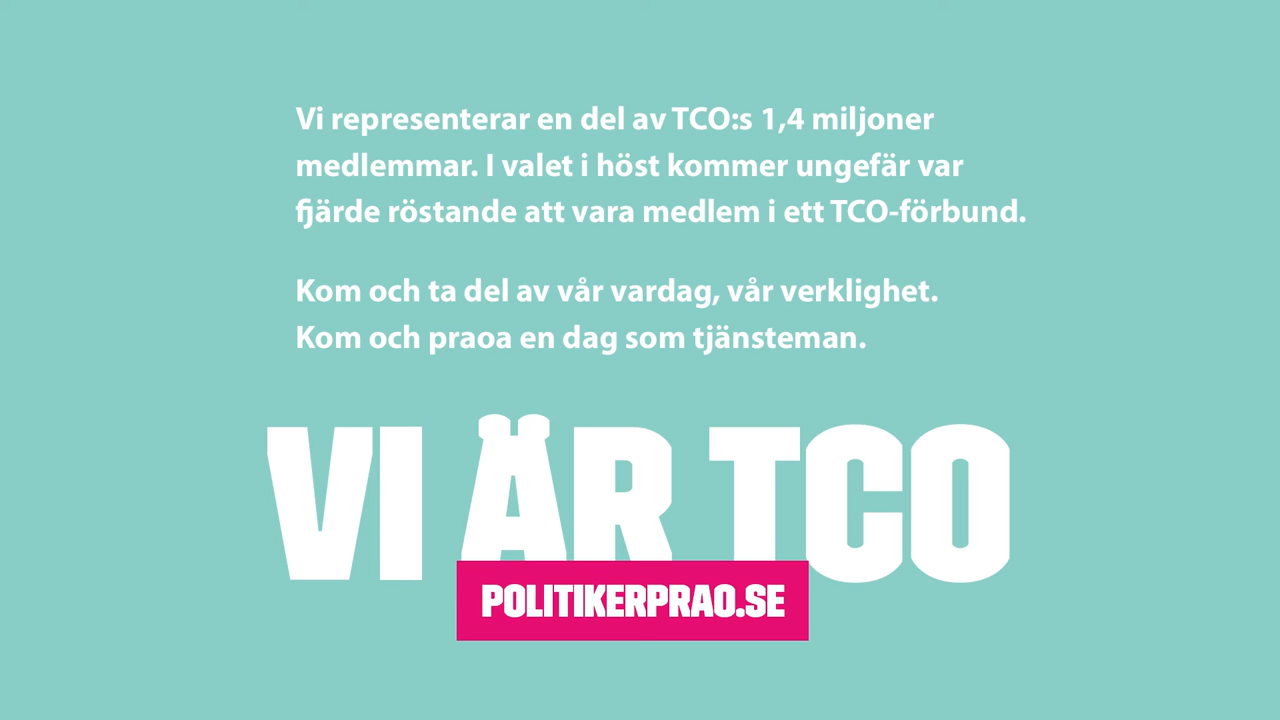 Vi representerar en del av TCO:s 1,4 miljoner
medlemmar. I valet i höst kommer ungefär var
fjärde röstande att vara medlem i ett TCO-förbund.
Kom och ta del av vår vardag, vår verklighet.
Kom och praoa en dag som tjänsteman.
VI ÄR TCO
POLITIKERPRAO.SE